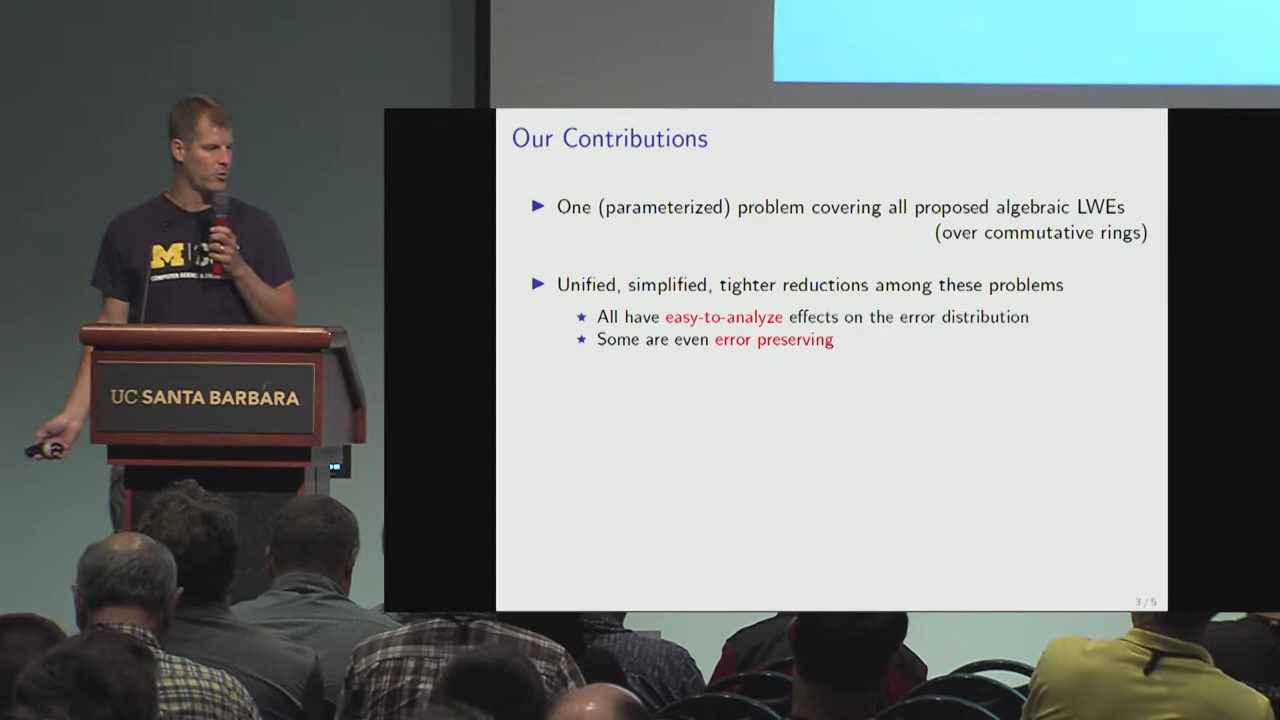 Our Contributions
One (parameterized) problem covering all proposed algebraic LWEs
(over commutative rings)
Unified, simplified, tighter reductions among these problems
★ All have easy-to-analyze effects on the error distribution
★ Some are even error preserving
3 / 5
M
UC SANTA BARBARA